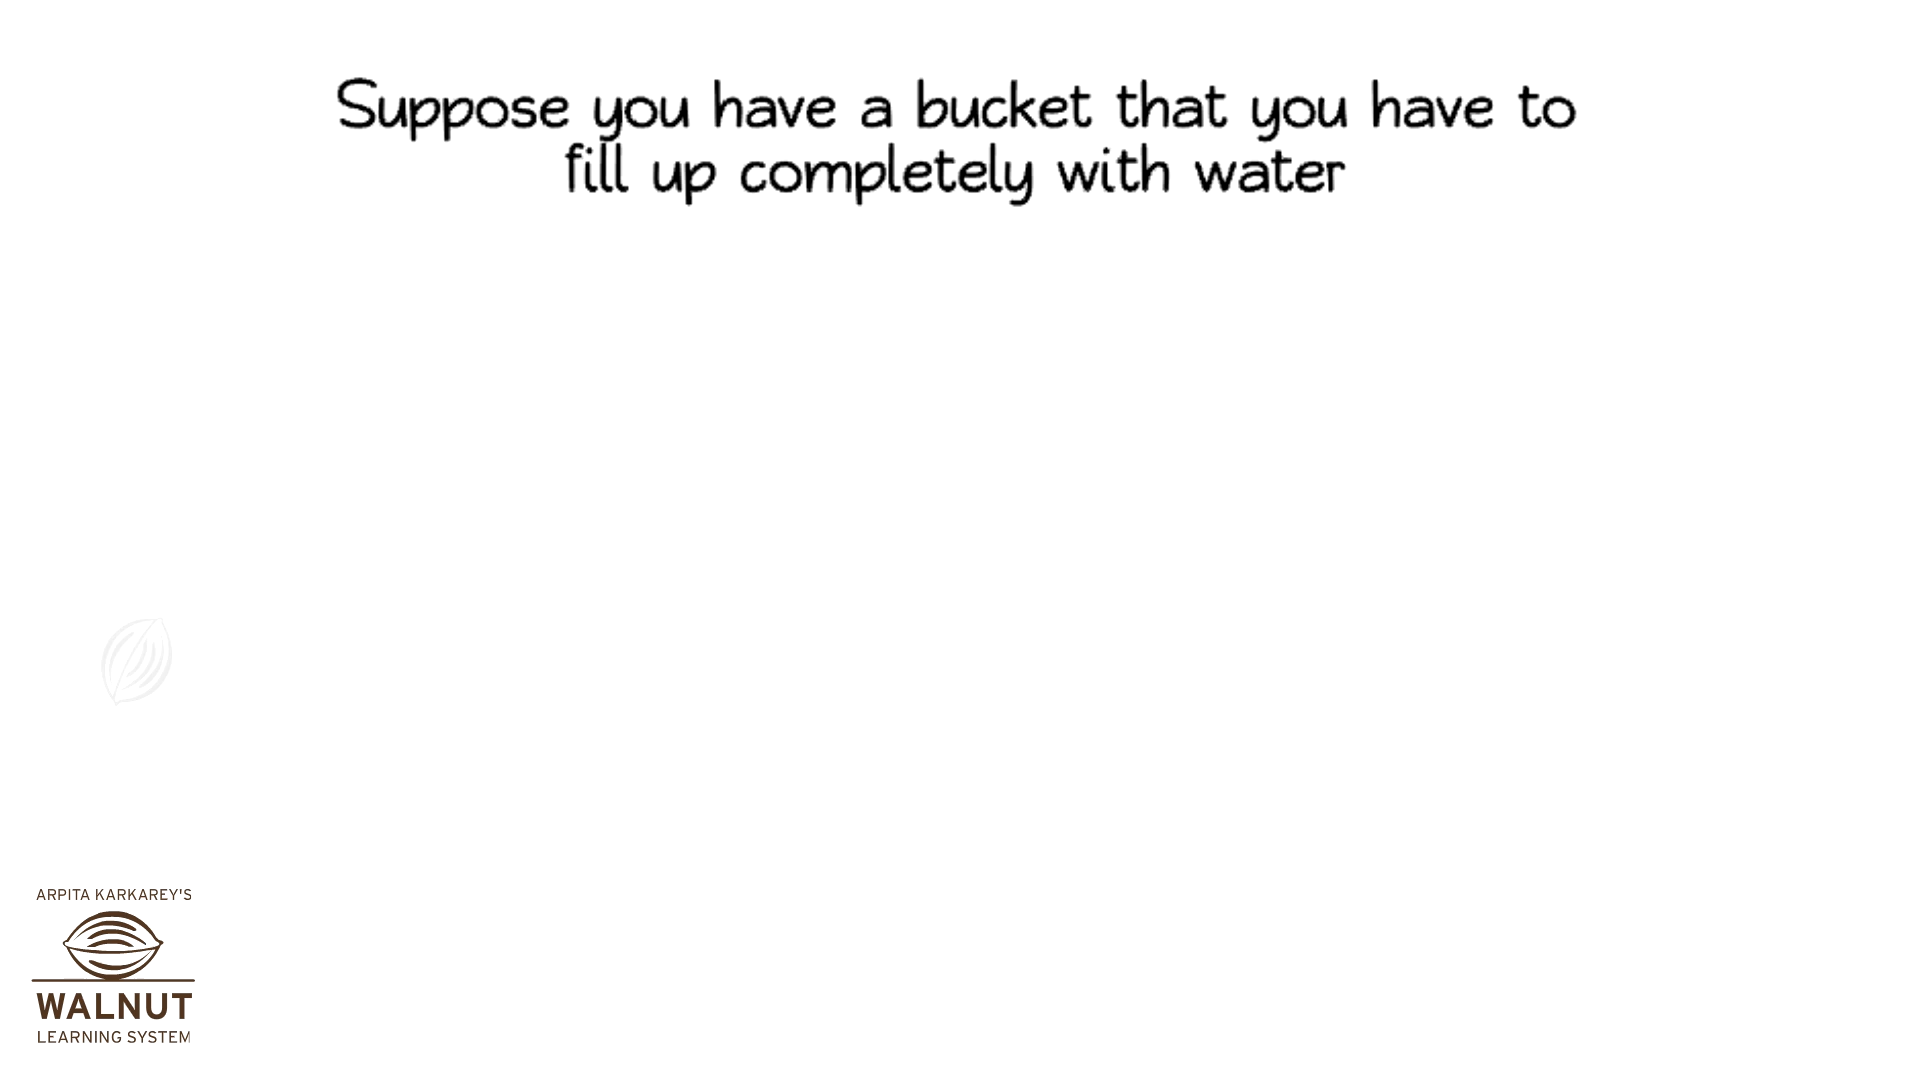 Suppose you have a bucket that you have to
fill up completely with water
ARPITA KARKAREY'S
WALNUT
LEARNING SYSTEM